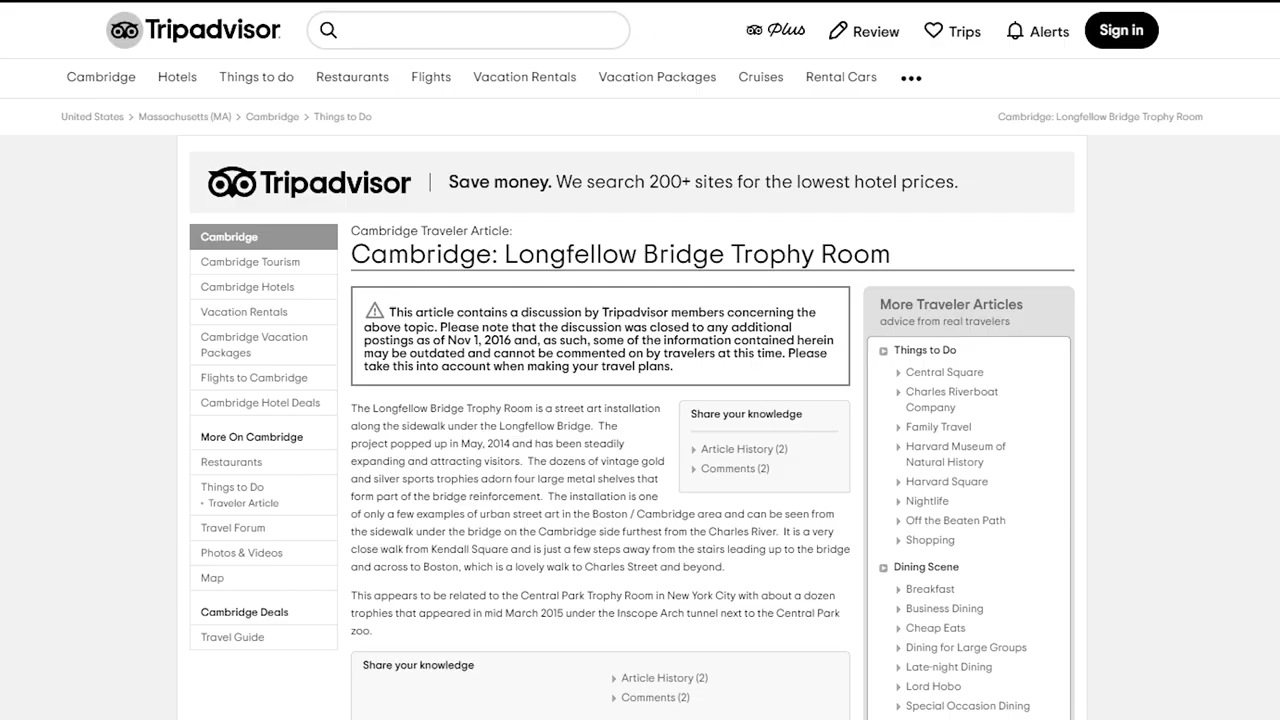 Tripadvisor
Plus Review Trips Alerts Sign in
Cambridge Hotels Things to do Restaurants Flights Vacation Rentals Vacation Packages Cruises Rental Cars •••
United States > Massachusetts (MA) > Cambridge > Things to Do
Cambridge: Longfellow Bridge Trophy Room
Tripadvisor | Save money. We search 200+ sites for the lowest hotel prices.
Cambridge
Cambridge Tourism
Cambridge Hotels
Vacation Rentals
Cambridge Vacation
Packages
Flights to Cambridge
Cambridge Hotel Deals
More On Cambridge
Restaurants
Things to Do
• Traveler Article
Travel Forum
Photos & Videos
Map
Cambridge Deals
Travel Guide
Cambridge Traveler Article:
Cambridge: Longfellow Bridge Trophy Room
This article contains a discussion by Tripadvisor members concerning the
above topic. Please note that the discussion was closed to any additional
postings as of Nov 1, 2016 and, as such, some of the information contained herein
may be outdated and cannot be commented on by travelers at this time. Please
take this into account when making your travel plans.
The Longfellow Bridge Trophy Room is a street art installation
along the sidewalk under the Longfellow Bridge. The
project popped up in May, 2014 and has been steadily
expanding and attracting visitors. The dozens of vintage gold
and silver sports trophies adorn four large metal shelves that
form part of the bridge reinforcement. The installation is one
of only a few examples of urban street art in the Boston / Cambridge area and can be seen from
the sidewalk under the bridge on the Cambridge side furthest from the Charles River. It is a very
close walk from Kendall Square and is just a few steps away from the stairs leading up to the bridge
and across to Boston, which is a lovely walk to Charles Street and beyond.
This appears to be related to the Central Park Trophy Room in New York City with about a dozen
trophies that appeared in mid March 2015 under the Inscope Arch tunnel next to the Central Park
zoo.
Share your knowledge
Article History (2)
Comments (2)
Share your knowledge
Article History (2)
Comments (2)
More Traveler Articles
advice from real travelers
Things to Do
Central Square
Charles Riverboat
Company
Family Travel
Harvard Museum of
Natural History
Harvard Square
Nightlife
Off the Beaten Path
Shopping
Dining Scene
Breakfast
Business Dining
Cheap Eats
Dining for Large Groups
Late-night Dining
Lord Hobo
Special Occasion Dining